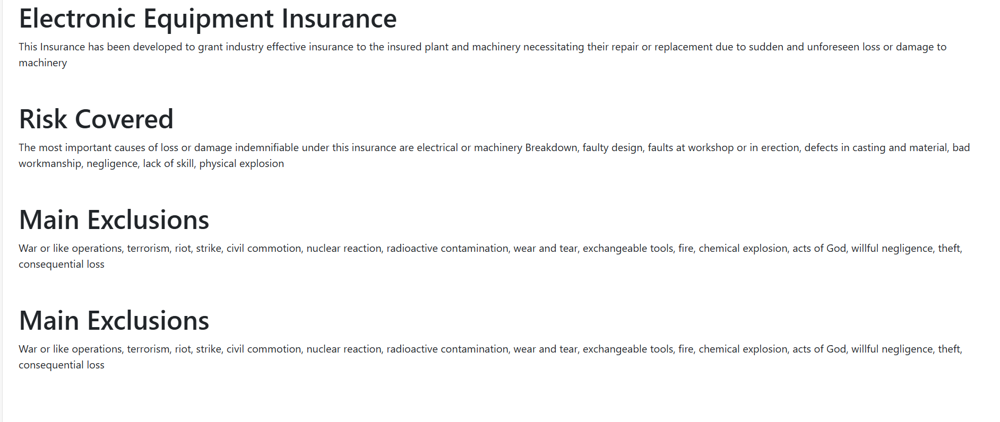 Electronic Equipment Insurance
This Insurance has been developed to grant industry effective insurance to the insured plant and machinery necessitating their repair or replacement due to sudden and unforeseen loss or damage to
machinery
Risk Covered
The most important causes of loss or damage indemnifiable under this insurance are electrical or machinery Breakdown, faulty design, faults at workshop or in erection, defects in casting and material, bad
workmanship, negligence, lack of skill, physical explosion
Main Exclusions
War or like operations, terrorism, riot, strike, civil commotion, nuclear reaction, radioactive contamination, wear and tear, exchangeable tools, fire, chemical explosion, acts of God, willful negligence, theft,
consequential loss
Main Exclusions
War or like operations, terrorism, riot, strike, civil commotion, nuclear reaction, radioactive contamination, wear and tear, exchangeable tools, fire, chemical explosion, acts of God, willful negligence, theft,
consequential loss